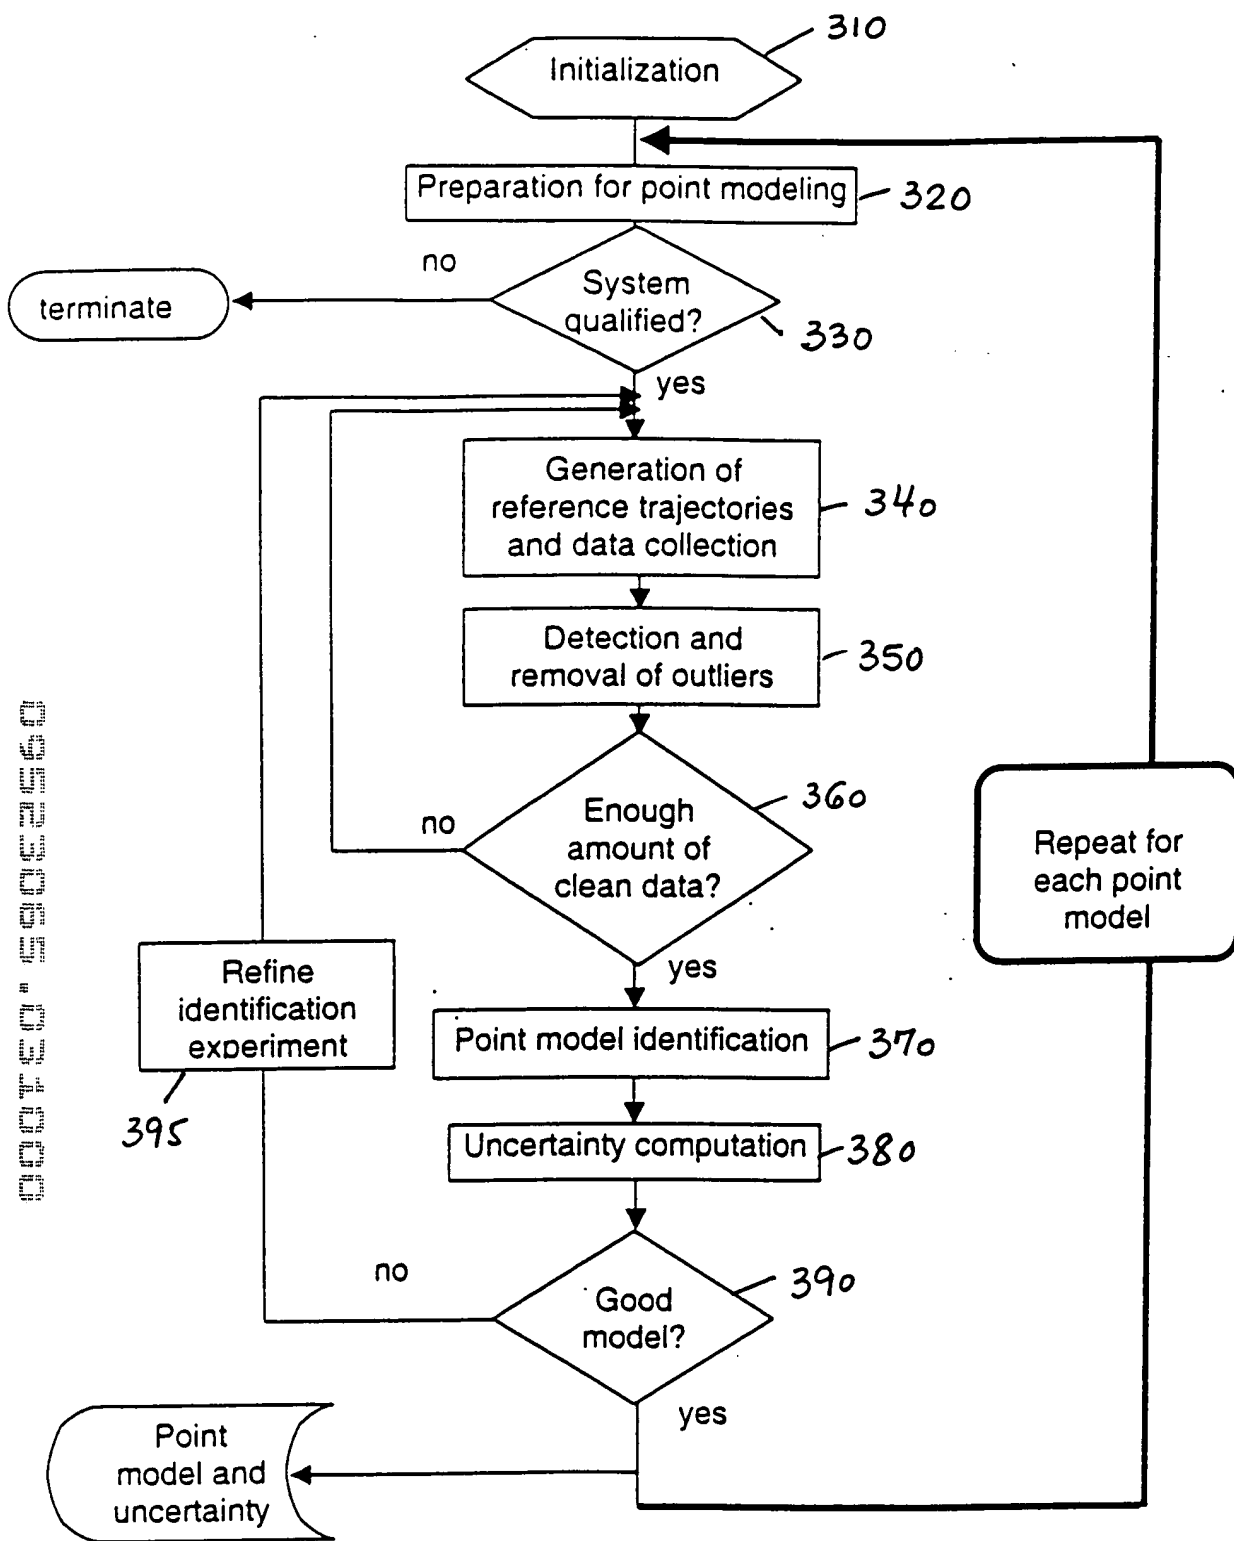 310
Initialization
Preparation for point modeling
320
no
System
qualified?
terminate
330
yes
Generation of
reference trajectories
and data collection
340
Detection and
removal of outliers
350
360
no
Enough
amount of
clean data?
Repeat for
each point
model
yes
Refine
identification
experiment
Point model identification
370
395
Uncertainty computation
380
no
390
Good
model?
yes
Point
model and
uncertainty